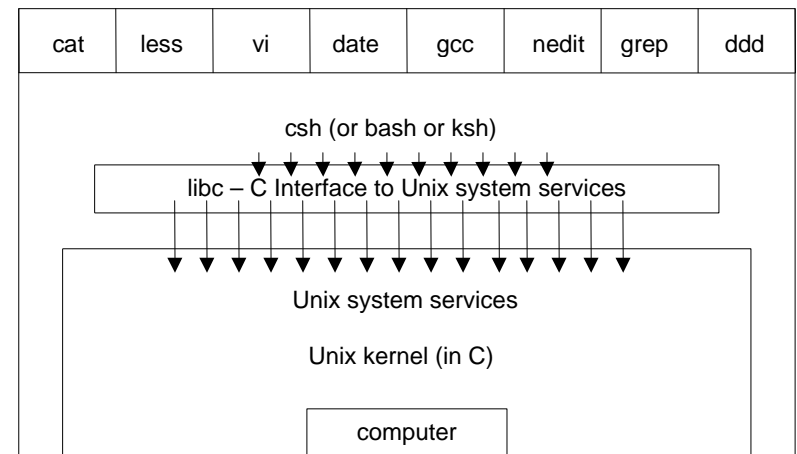 cat less vi date gcc nedit grep ddd
csh (or bash or ksh)
libc – C Interface to Unix system services
Unix system services
Unix kernel (in C)
computer